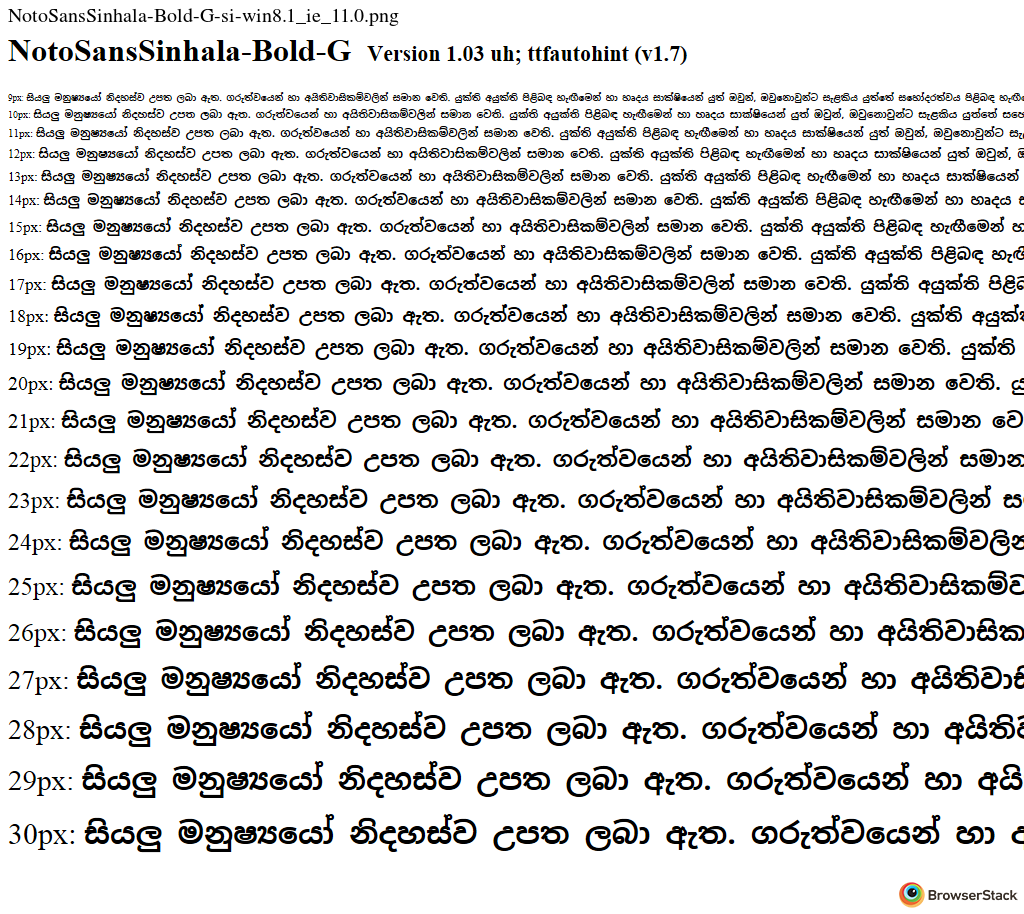 NotoSansSinhala-Bold-G-si-win8.1_ie_11.0.png
NotoSansSinhala-Bold-G Version 1.03 uh; ttfautohint (v1.7)
9px: සියලු මනුෂ්‍යයෝ නිදහස්ව උපත ලබා ඇත. ගරුත්වයෙන් හා අයිතිවාසිකම්වලින් සමාන වෙති. යුක්ති අයුක්ති පිළිබඳ හැඟීමෙන් හා හෘදය සාක්ෂියෙන් යුත් ඔවුන්, ඔවුනොවුන්ට සැළකිය යුත්තේ සහෝදරත්වය පිළිබඳ
10px: සියලු මනුෂ්‍යයෝ නිදහස්ව උපත ලබා ඇත. ගරුත්වයෙන් හා අයිතිවාසිකම්වලින් සමාන වෙති. යුක්ති අයුක්ති පිළිබඳ හැඟීමෙන් හා හෘදය සාක්ෂියෙන් යුත් ඔවුන්, ඔවුනොවුන්ට සැළකිය යුත්තේ
11px: සියලු මනුෂ්‍යයෝ නිදහස්ව උපත ලබා ඇත. ගරුත්වයෙන් හා අයිතිවාසිකම්වලින් සමාන වෙති. යුක්ති අයුක්ති පිළිබඳ හැඟීමෙන් හා හෘදය සාක්ෂියෙන් යුත් ඔවුන්, ඔවුනොවුන්ට
12px: සියලු මනුෂ්‍යයෝ නිදහස්ව උපත ලබා ඇත. ගරුත්වයෙන් හා අයිතිවාසිකම්වලින් සමාන වෙති. යුක්ති අයුක්ති පිළිබඳ හැඟීමෙන් හා හෘදය සාක්ෂියෙන් යුත් ඔවුන්,
13px: සියලු මනුෂ්‍යයෝ නිදහස්ව උපත ලබා ඇත. ගරුත්වයෙන් හා අයිතිවාසිකම්වලින් සමාන වෙති. යුක්ති අයුක්ති පිළිබඳ හැඟීමෙන් හා හෘදය සාක්ෂියෙන්
14px: සියලු මනුෂ්‍යයෝ නිදහස්ව උපත ලබා ඇත. ගරුත්වයෙන් හා අයිතිවාසිකම්වලින් සමාන වෙති. යුක්ති අයුක්ති පිළිබඳ හැඟීමෙන් හා හෘදය
15px: සියලු මනුෂ්‍යයෝ නිදහස්ව උපත ලබා ඇත. ගරුත්වයෙන් හා අයිතිවාසිකම්වලින් සමාන වෙති. යුක්ති අයුක්ති පිළිබඳ හැඟීමෙන්
16px: සියලු මනුෂ්‍යයෝ නිදහස්ව උපත ලබා ඇත. ගරුත්වයෙන් හා අයිතිවාසිකම්වලින් සමාන වෙති. යුක්ති අයුක්ති පිළිබඳ
17px: සියලු මනුෂ්‍යයෝ නිදහස්ව උපත ලබා ඇත. ගරුත්වයෙන් හා අයිතිවාසිකම්වලින් සමාන වෙති. යුක්ති අයුක්ති
18px: සියලු මනුෂ්‍යයෝ නිදහස්ව උපත ලබා ඇත. ගරුත්වයෙන් හා අයිතිවාසිකම්වලින් සමාන වෙති. යුක්ති
19px: සියලු මනුෂ්‍යයෝ නිදහස්ව උපත ලබා ඇත. ගරුත්වයෙන් හා අයිතිවාසිකම්වලින් සමාන වෙති. යුක්ති
20px: සියලු මනුෂ්‍යයෝ නිදහස්ව උපත ලබා ඇත. ගරුත්වයෙන් හා අයිතිවාසිකම්වලින් සමාන වෙති.
21px: සියලු මනුෂ්‍යයෝ නිදහස්ව උපත ලබා ඇත. ගරුත්වයෙන් හා අයිතිවාසිකම්වලින් සමාන
22px: සියලු මනුෂ්‍යයෝ නිදහස්ව උපත ලබා ඇත. ගරුත්වයෙන් හා අයිතිවාසිකම්වලින් සමාන
23px: සියලු මනුෂ්‍යයෝ නිදහස්ව උපත ලබා ඇත. ගරුත්වයෙන් හා අයිතිවාසිකම්වලින්
24px: සියලු මනුෂ්‍යයෝ නිදහස්ව උපත ලබා ඇත. ගරුත්වයෙන් හා අයිතිවාසිකම්වලින්
25px: සියලු මනුෂ්‍යයෝ නිදහස්ව උපත ලබා ඇත. ගරුත්වයෙන් හා අයිතිවාසිකම්ව
26px: සියලු මනුෂ්‍යයෝ නිදහස්ව උපත ලබා ඇත. ගරුත්වයෙන් හා අයිතිවාසික
27px: සියලු මනුෂ්‍යයෝ නිදහස්ව උපත ලබා ඇත. ගරුත්වයෙන් හා අයිතිවාසි
28px: සියලු මනුෂ්‍යයෝ නිදහස්ව උපත ලබා ඇත. ගරුත්වයෙන් හා අයිති
29px: සියලු මනුෂ්‍යයෝ නිදහස්ව උපත ලබා ඇත. ගරුත්වයෙන් හා අයි
30px: සියලු මනුෂ්‍යයෝ නිදහස්ව උපත ලබා ඇත. ගරුත්වයෙන් හා
BrowserStack